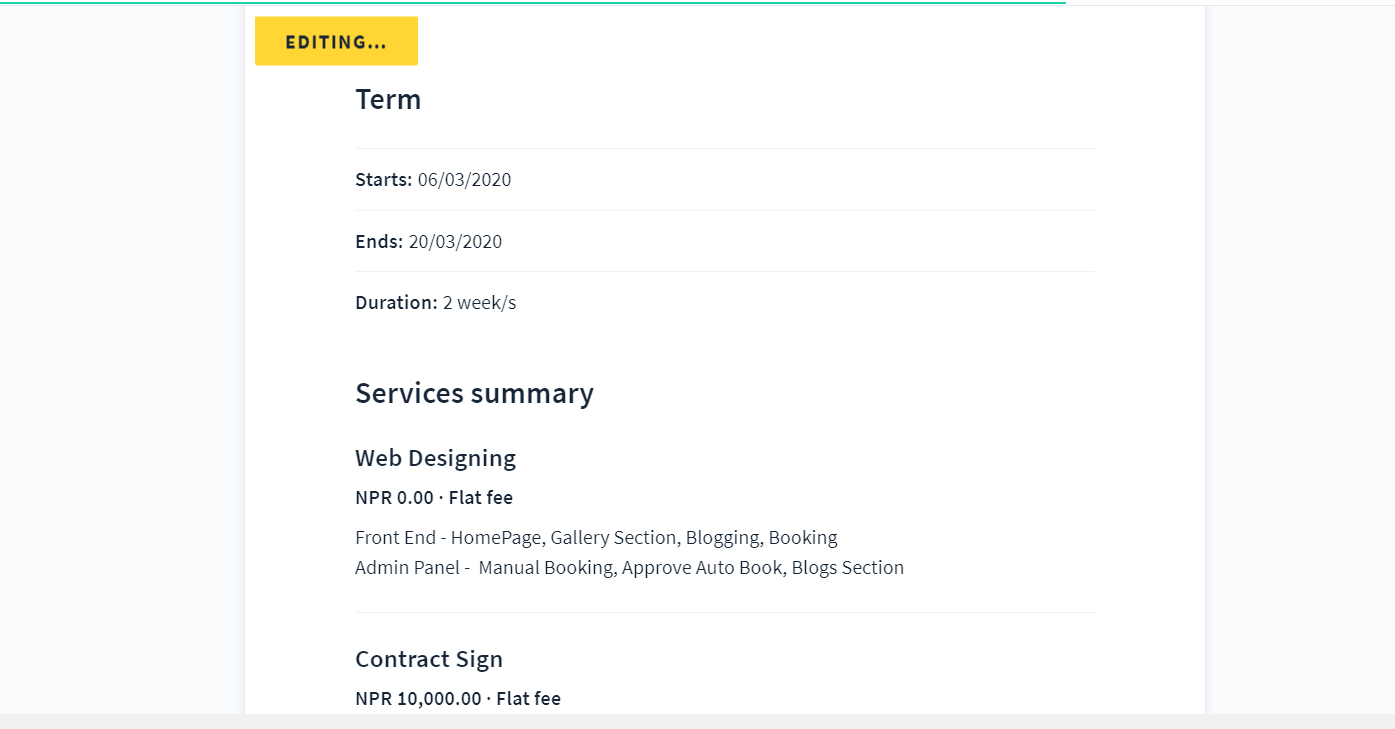 EDITING...
Term
Starts: 06/03/2020
Ends: 20/03/2020
Duration: 2 week/s
Services summary
Web Designing
NPR 0.00 · Flat fee
Front End - HomePage, Gallery Section, Blogging, Booking
Admin Panel -  Manual Booking, Approve Auto Book, Blogs Section
Contract Sign
NPR 10,000.00 · Flat fee